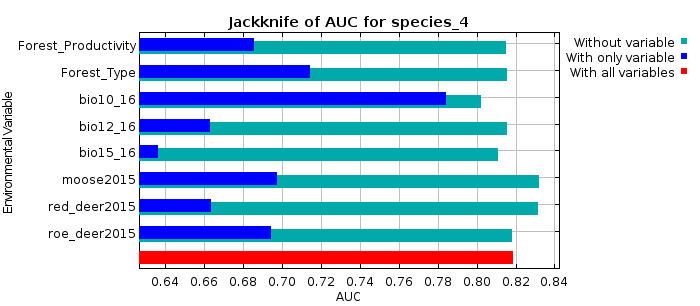 Jackknife of AUC for species_4
Environmental Variable
Forest_Productivity
Forest_Type
bio10_16
bio12_16
bio15_16
moose2015
red_deer2015
roe_deer2015
Without variable
With only variable
With all variables
0.64 0.66 0.68 0.70 0.72 0.74 0.76 0.78 0.80 0.82 0.84
AUC